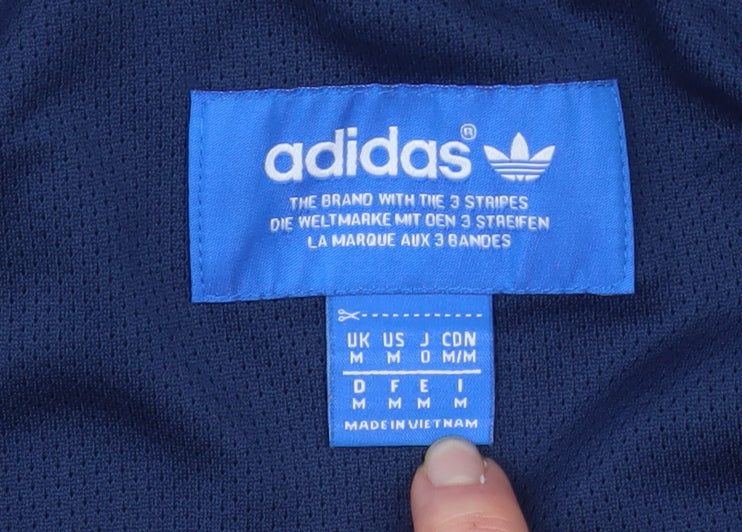 adidas®
THE BRAND WITH THE 3 STRIPES
DIE WELTMARKE MIT DEN 3 STREIFEN
LA MARQUE AUX 3 BANDES
UK US J CDN
M M O M/M
D F E I
M M M M
MADE IN VIETNAM